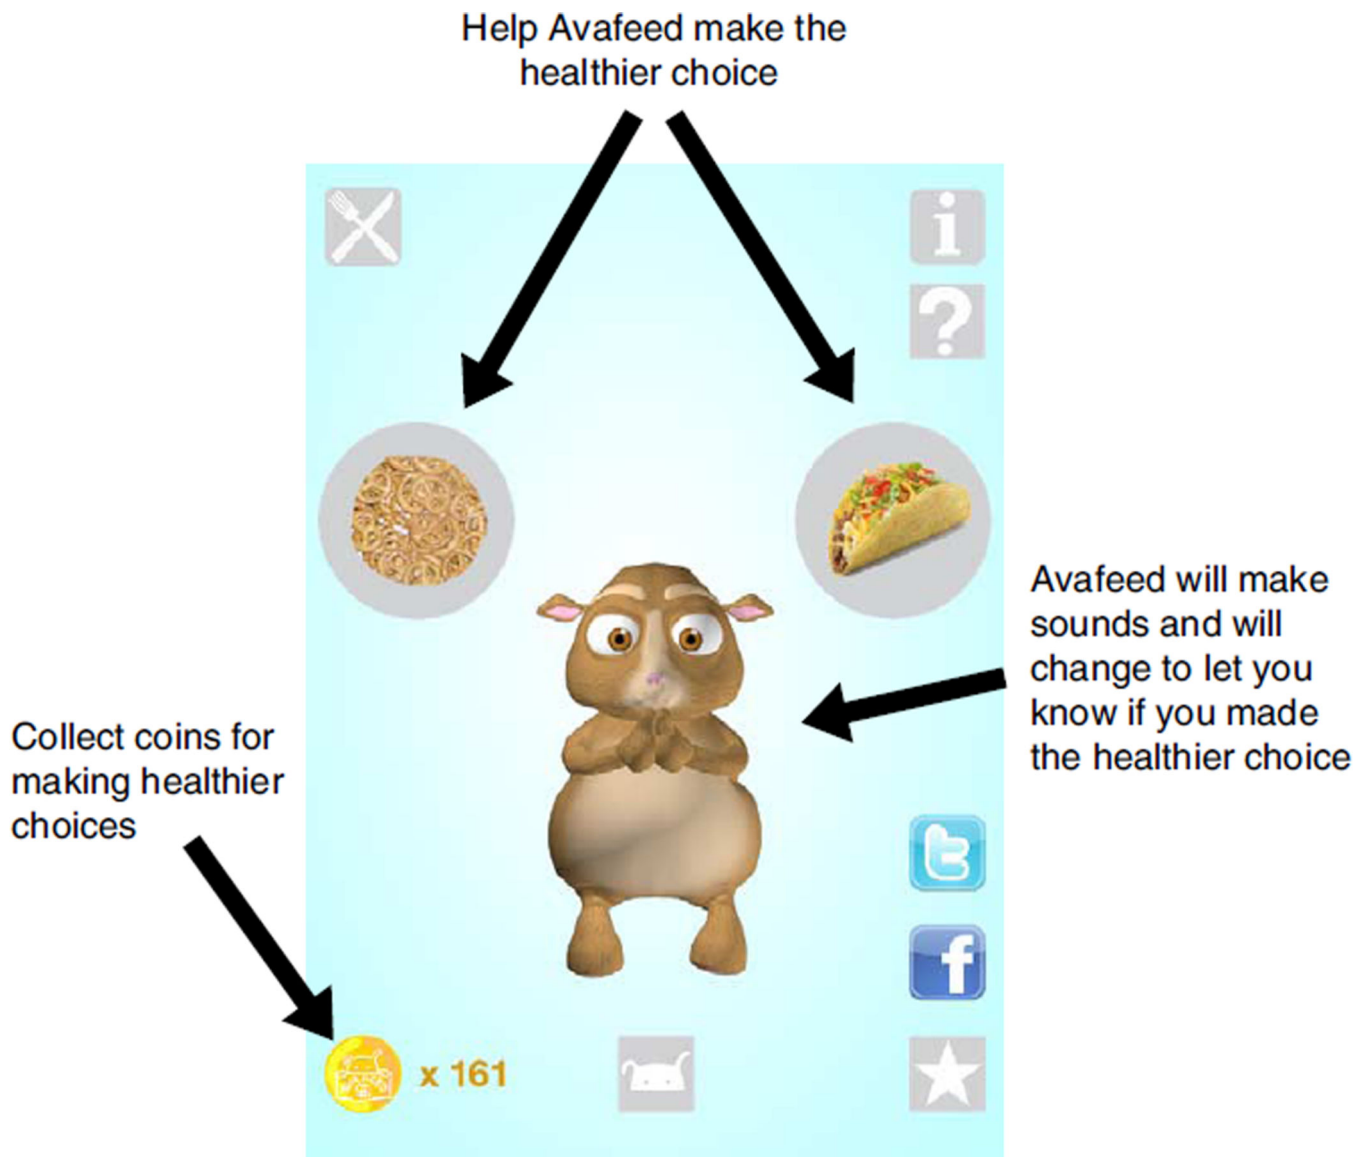 Help Avafeed make the
healthier choice
i
?
Avafeed will make
sounds and will
change to let you
know if you made
the healthier choice
Collect coins for
making healthier
choices
t
f
x 161